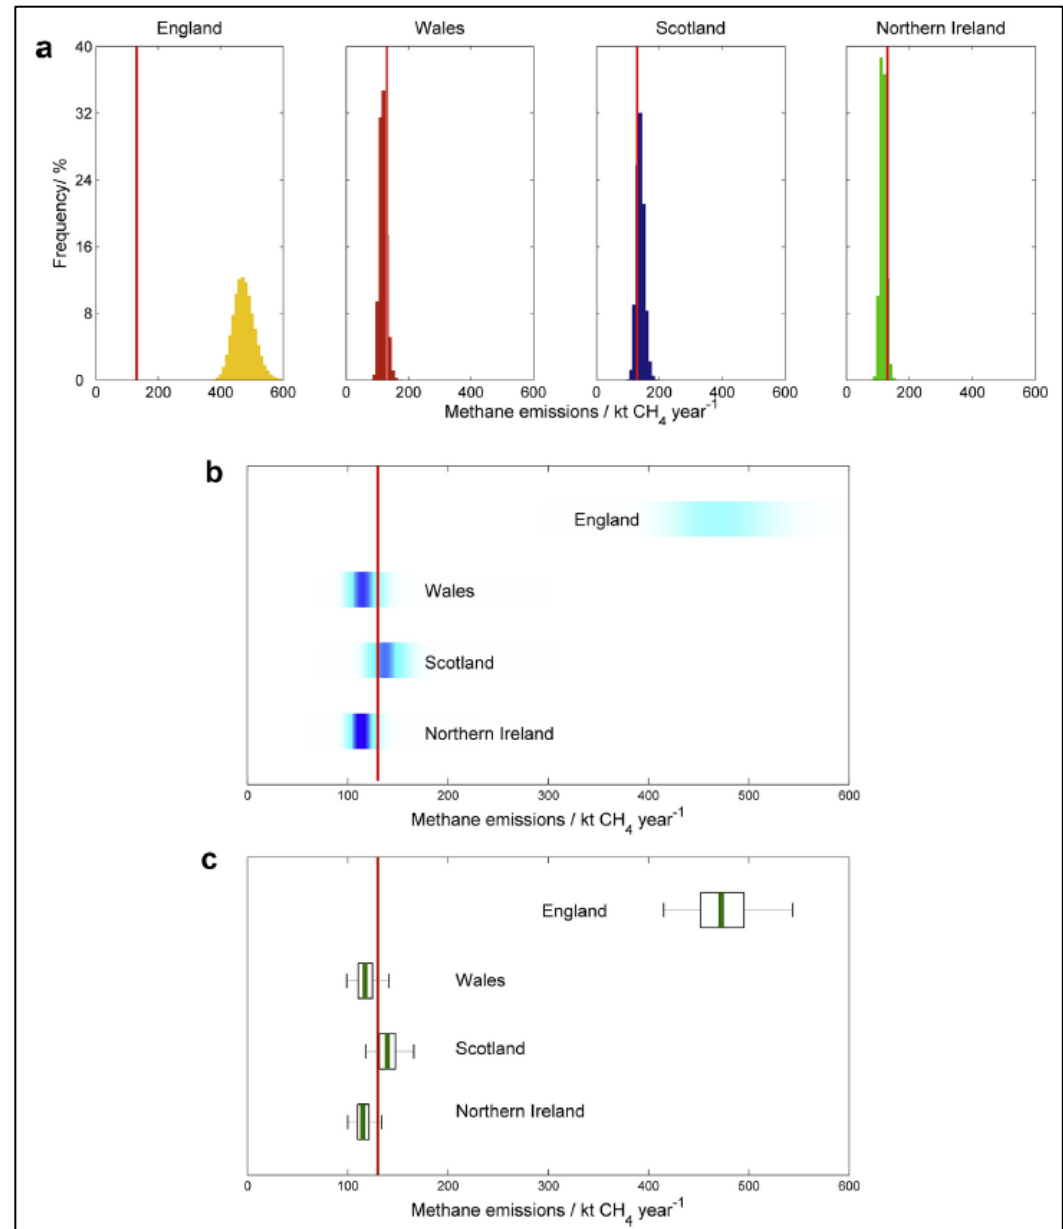 England Wales Scotland Northern Ireland
a
40
32
24
16
8
0
Frequency/ %
0 200 400 600 0 200 400 600 0 200 400 600 0 200 400 600
Methane emissions / kt CH₄ year⁻¹
b
England
Wales
Scotland
Northern Ireland
0 100 200 300 400 500 600
Methane emissions / kt CH₄ year⁻¹
c
England
Wales
Scotland
Northern Ireland
0 100 200 300 400 500 600
Methane emissions / kt CH₄ year⁻¹